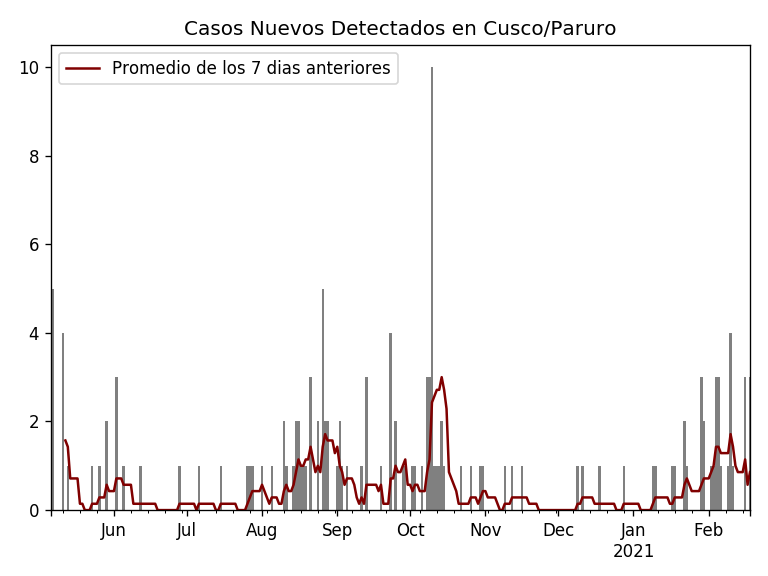 Casos Nuevos Detectados en Cusco/Paruro
Promedio de los 7 dias anteriores
10
8
6
4
2
0
Jun Jul Aug Sep Oct Nov Dec Jan Feb
2021